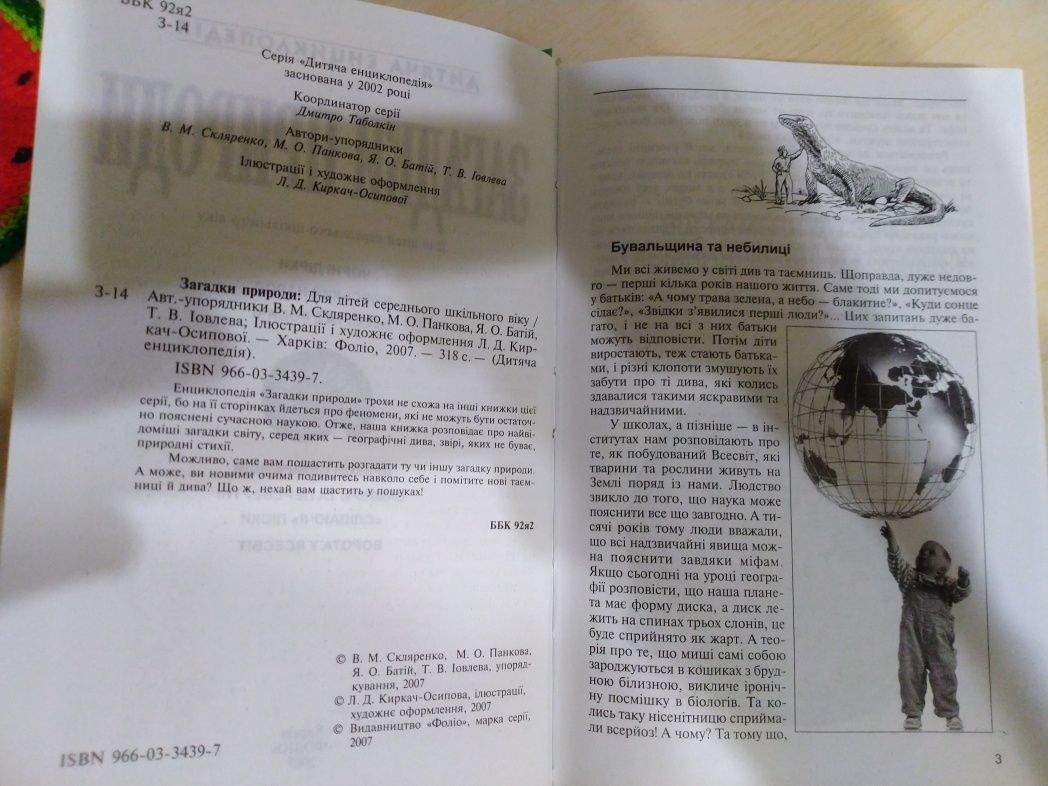 ББК 92я2
З-14
Серія «Дитяча енциклопедія»
заснована у 2002 році
Координатор серії
Дмитро Таболкін
Автори-упорядники
В. М. Скляренко, М. О. Панкова, Я. О. Батій, Т. В. Іовлева
Ілюстрації і художнє оформлення
Л. Д. Киркач-Осипової
Загадки природи: Для дітей середнього шкільного віку /
З-14 Авт.-упорядники В. М. Скляренко, М. О. Панкова, Я. О. Батій,
Т. В. Іовлева; Ілюстрації і художнє оформлення Л. Д. Кир-
кач-Осипової. — Харків: Фоліо, 2007. — 318 с. — (Дитяча
енциклопедія).
ISBN 966-03-3439-7.
Енциклопедія «Загадки природи» трохи не схожа на інші книжки цієї
серії, бо на її сторінках йдеться про феномени, які не можуть бути остаточ-
но пояснені сучасною наукою. Отже, наша книжка розповідає про найві-
доміші загадки світу, серед яких — географічні дива, звірі, яких не буває,
природні стихії.
Можливо, саме вам пощастить розгадати ту чи іншу загадку природи.
А може, ви новими очима подивитесь навколо себе і помітите нові таєм-
ниці й дива? Що ж, нехай вам щастить у пошуках!
ББК 92я2
© В. М. Скляренко, М. О. Панкова,
Я. О. Батій, Т. В. Іовлева, упоряд-
кування, 2007
© Л. Д. Киркач-Осипова, ілюстрації,
художнє оформлення, 2007
© Видавництво «Фоліо», марка серії,
2007
ISBN 966-03-3439-7
Бувальщина та небилиці
Ми всі живемо у світі див та таємниць. Щоправда, дуже недов-
го — перші кілька років нашого життя. Саме тоді ми допитуємося
у батьків: «А чому трава зелена, а небо — блакитне?», «Куди сонце
сідає?», «Звідки з’явилися перші люди?»... Цих запитань дуже ба-
гато, і не на всі з них батьки
можуть відповісти. Потім діти
виростають, теж стають батька-
ми, і різні клопоти змушують їх
забути про ті дива, які колись
здавалися такими яскравими та
надзвичайними.
У школах, а пізніше — в ін-
ститутах нам розповідають про
те, як побудований Всесвіт, які
тварини та рослини живуть на
Землі поряд із нами. Людство
звикло до того, що наука може
пояснити все що завгодно. А ти-
сячі років тому люди вважали,
що всі надзвичайні явища мож-
на пояснити завдяки міфам.
Якщо сьогодні на уроці геогра-
фії розповісти, що наша плане-
та має форму диска, а диск ле-
жить на спинах трьох слонів, це
буде сприйнято як жарт. А тео-
рія про те, що миші самі собою
зароджуються в кошиках з бруд-
ною білизною, викличе іроніч-
ну посмішку в біологів. Та ко-
лись таку нісенітницю сприйма-
ли всерйоз! А чому? Та тому що,
3